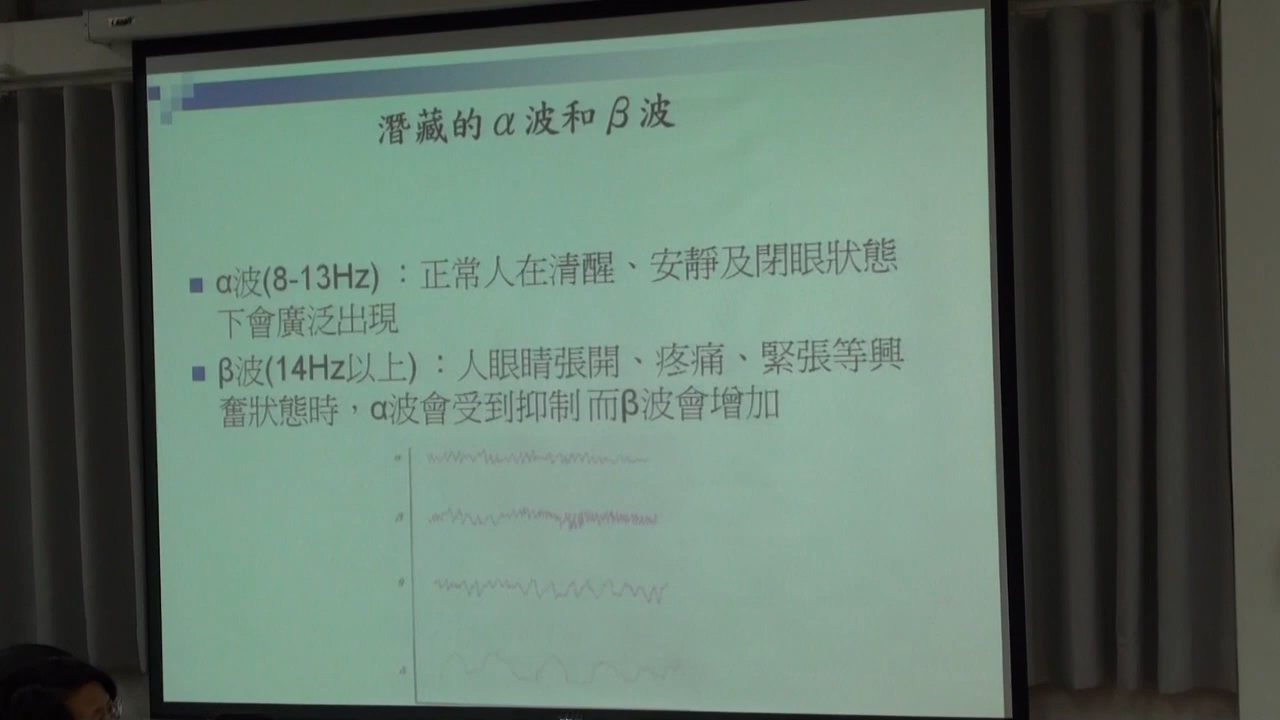 潛藏的α波和β波
α波(8-13Hz) ：正常人在清醒、安靜及閉眼狀態
下會廣泛出現
β波(14Hz以上) ：人眼睛張開、疼痛、緊張等興
奮狀態時，α波會受到抑制 而β波會增加
α
β
θ